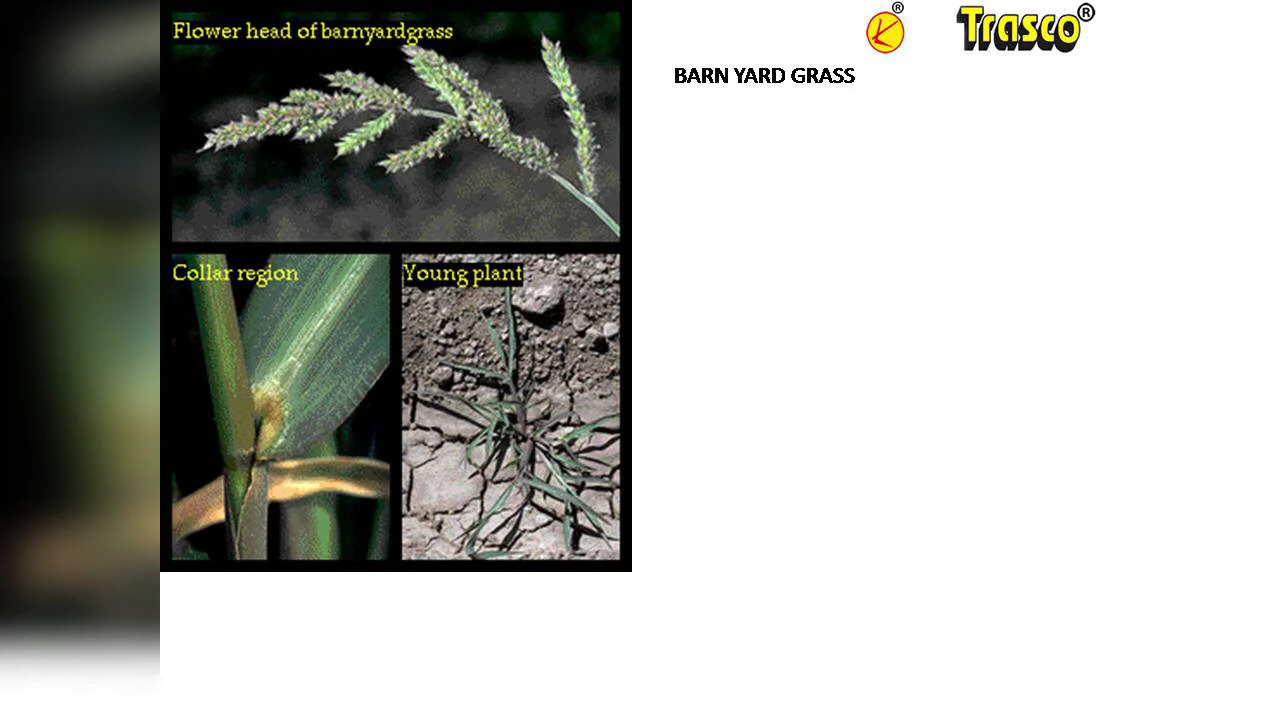 Flower head of barnyardgrass
K® Trasco®
BARN YARD GRASS
Collar region
Young plant